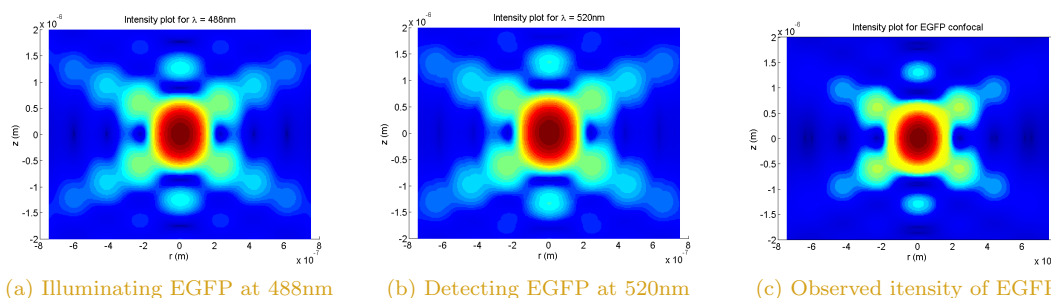 Intensity plot for λ = 488nm
x 10⁻⁶
2
1.5
1
0.5
0
-0.5
-1
-1.5
-2
z (m)
-8 -6 -4 -2 0 2 4 6 8
r (m)
x 10⁻⁷
(a) Illuminating EGFP at 488nm
Intensity plot for λ = 520nm
x 10⁻⁶
2
1.5
1
0.5
0
-0.5
-1
-1.5
-2
z (m)
-8 -6 -4 -2 0 2 4 6 8
r (m)
x 10⁻⁷
(b) Detecting EGFP at 520nm
Intensity plot for EGFP confocal
x 10⁻⁶
2
1.5
1
0.5
0
-0.5
-1
-1.5
-2
z (m)
-8 -6 -4 -2 0 2 4 6
r (m)
x 10
(c) Observed itensity of EGFP